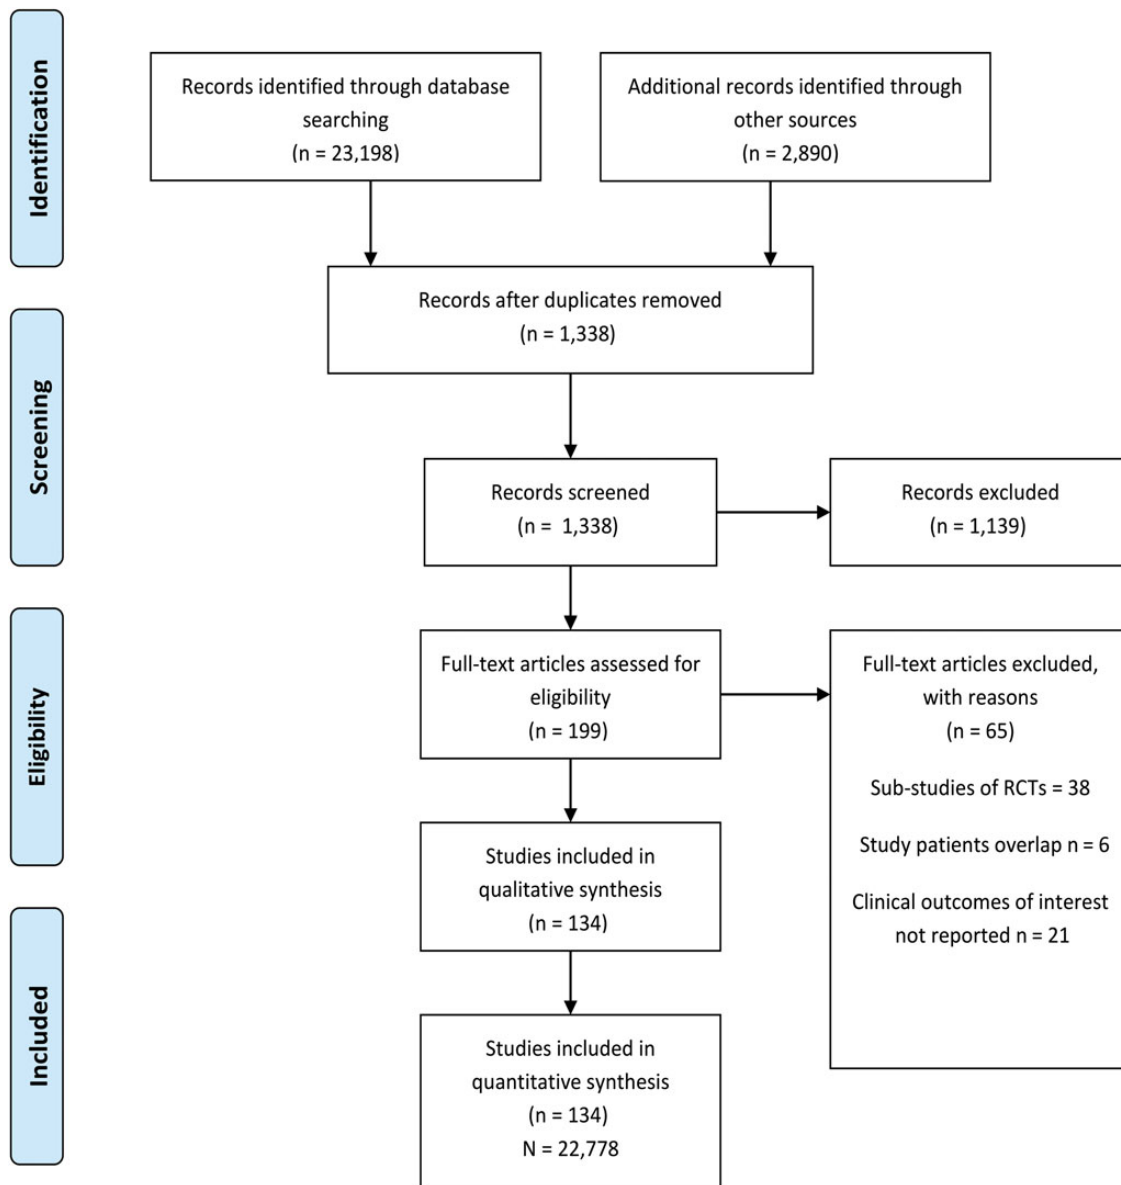 Identification
Records identified through database
searching
(n = 23,198)
Additional records identified through
other sources
(n = 2,890)
Records after duplicates removed
(n = 1,338)
Screening
Records screened
(n =  1,338)
Records excluded
(n = 1,139)
Eligibility
Full-text articles assessed for
eligibility
(n = 199)
Full-text articles excluded,
with reasons
(n = 65)
Sub-studies of RCTs = 38
Study patients overlap n = 6
Clinical outcomes of interest
not reported n = 21
Studies included in
qualitative synthesis
(n = 134)
Included
Studies included in
quantitative synthesis
(n = 134)
N = 22,778